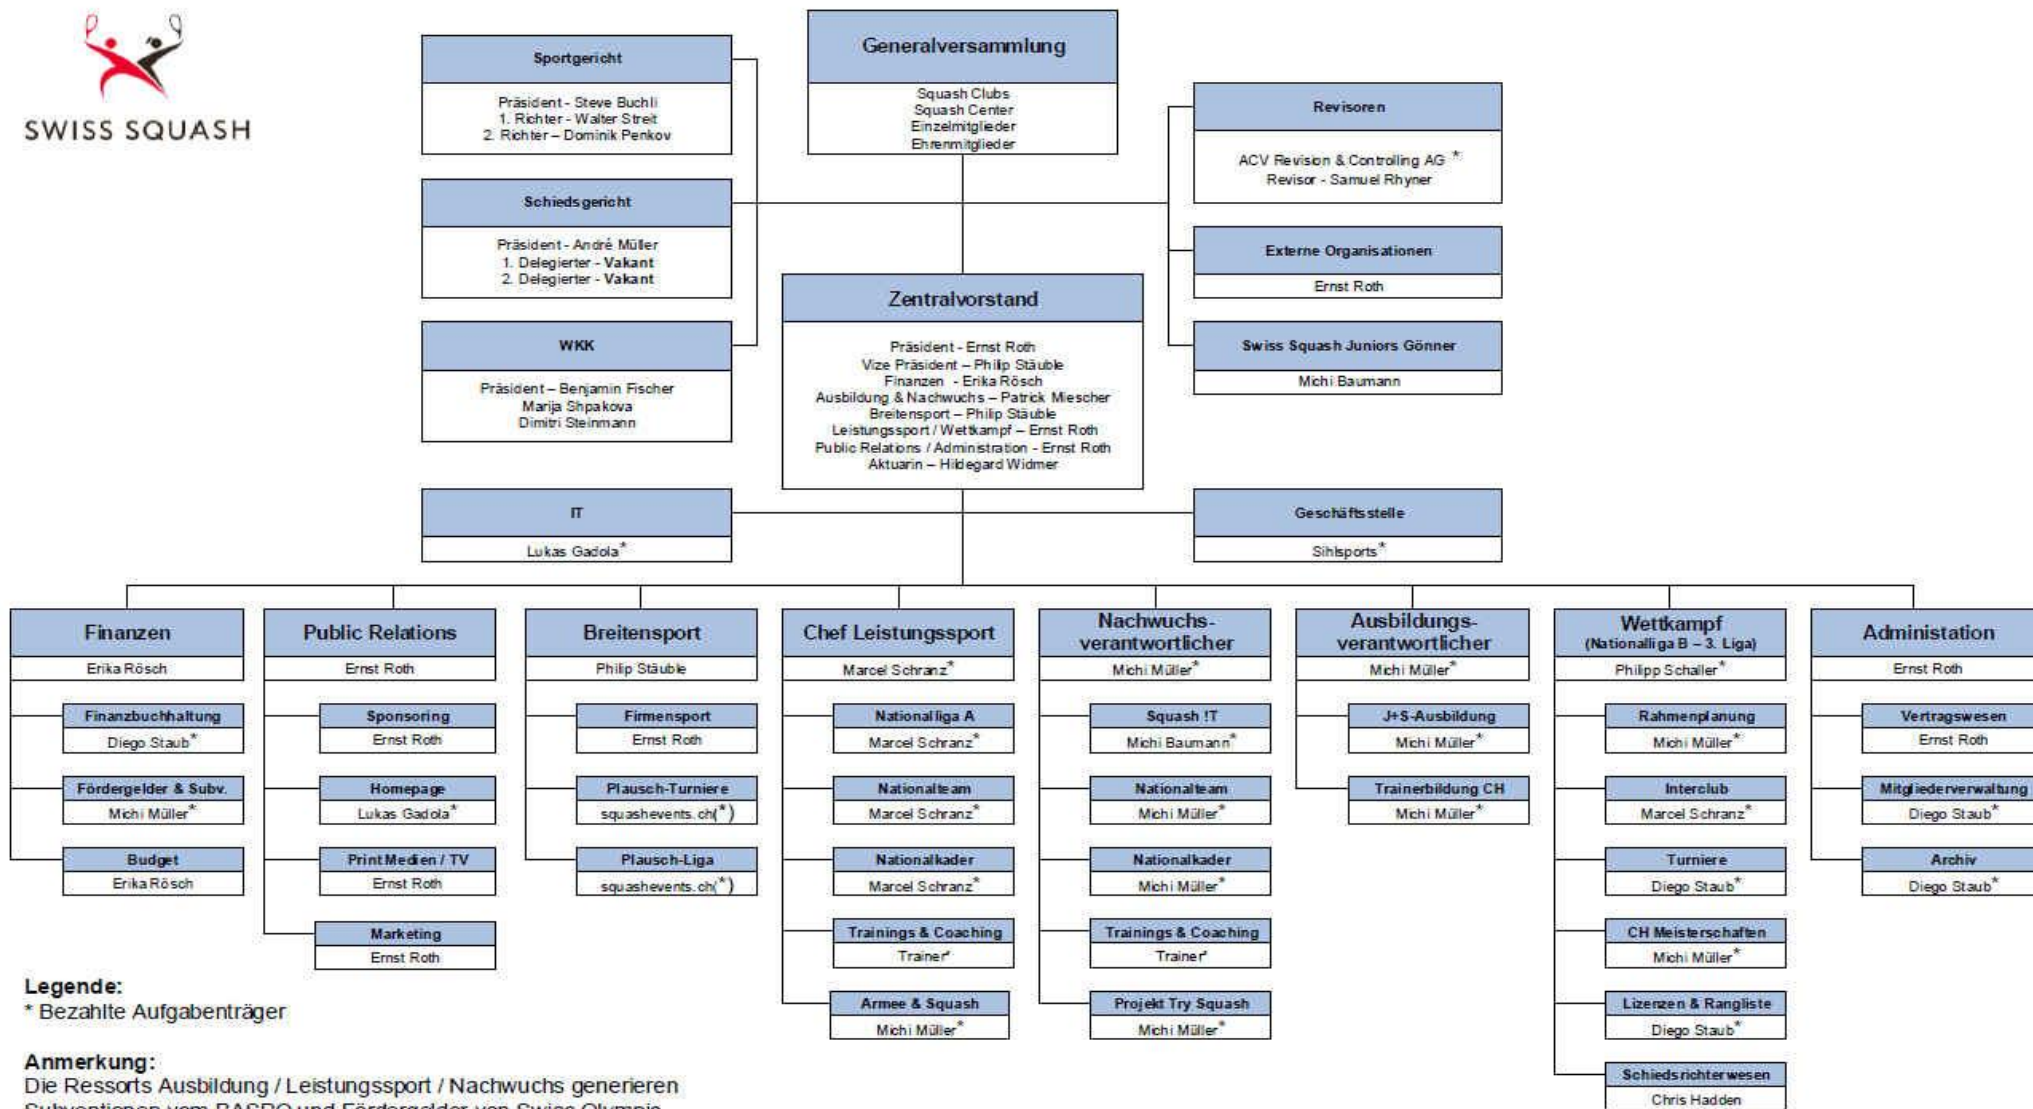 SWISS SQUASH
Sportgericht
Präsident - Steve Buchli
1. Richter - Walter Streit
2. Richter – Dominik Penkov
Generalversammlung
Squash Clubs
Squash Center
Einzelmitglieder
Ehrenmitglieder
Revisoren
ACV Revision & Controlling AG *
Revisor - Samuel Rhyner
Schiedsgericht
Präsident - André Müller
1. Delegierter - Vakant
2. Delegierter - Vakant
Externe Organisationen
Ernst Roth
Zentralvorstand
Präsident - Ernst Roth
Vize Präsident – Philip Stäuble
Finanzen - Erika Rösch
Ausbildung & Nachwuchs – Patrick Miescher
Breitensport – Philip Stäuble
Leistungssport / Wettkampf – Ernst Roth
Public Relations / Administration - Ernst Roth
Aktuarin – Hildegard Widmer
WKK
Präsident – Benjamin Fischer
Marija Shpakova
Dimitri Steinmann
Swiss Squash Juniors Gönner
Michi Baumann
IT
Lukas Gadola*
Geschäftsstelle
Sihlsports*
Finanzen
Erika Rösch
Finanzbuchhaltung
Diego Staub*
Fördergelder & Subv.
Michi Müller*
Budget
Erika Rösch
Public Relations
Ernst Roth
Sponsoring
Ernst Roth
Homepage
Lukas Gadola*
Print Medien / TV
Ernst Roth
Marketing
Ernst Roth
Breitensport
Philip Stäuble
Firmensport
Ernst Roth
Plausch-Turniere
squashevents.ch(*)
Plausch-Liga
squashevents.ch(*)
Chef Leistungssport
Marcel Schranz*
Nationalliga A
Marcel Schranz*
Nationalteam
Marcel Schranz*
Nationalkader
Marcel Schranz*
Trainings & Coaching
Trainer*
Armee & Squash
Michi Müller*
Nachwuchs-
verantwortlicher
Michi Müller*
Squash !T
Michi Baumann*
Nationalteam
Michi Müller*
Nationalkader
Michi Müller*
Trainings & Coaching
Trainer*
Projekt Try Squash
Michi Müller*
Ausbildungs-
verantwortlicher
Michi Müller*
J+S-Ausbildung
Michi Müller*
Trainerbildung CH
Michi Müller*
Wettkampf
(Nationalliga B – 3. Liga)
Philipp Schaller*
Rahmenplanung
Michi Müller*
Interclub
Marcel Schranz*
Turniere
Diego Staub*
CH Meisterschaften
Michi Müller*
Lizenzen & Rangliste
Diego Staub*
Schiedsrichterwesen
Chris Hadden
Administation
Ernst Roth
Vertragswesen
Ernst Roth
Mitgliederverwaltung
Diego Staub*
Archiv
Diego Staub*
Legende:
* Bezahlte Aufgabenträger
Anmerkung:
Die Ressorts Ausbildung / Leistungssport / Nachwuchs generieren
Subventionen vom BASPO und Fördergelder von Swiss Olympic